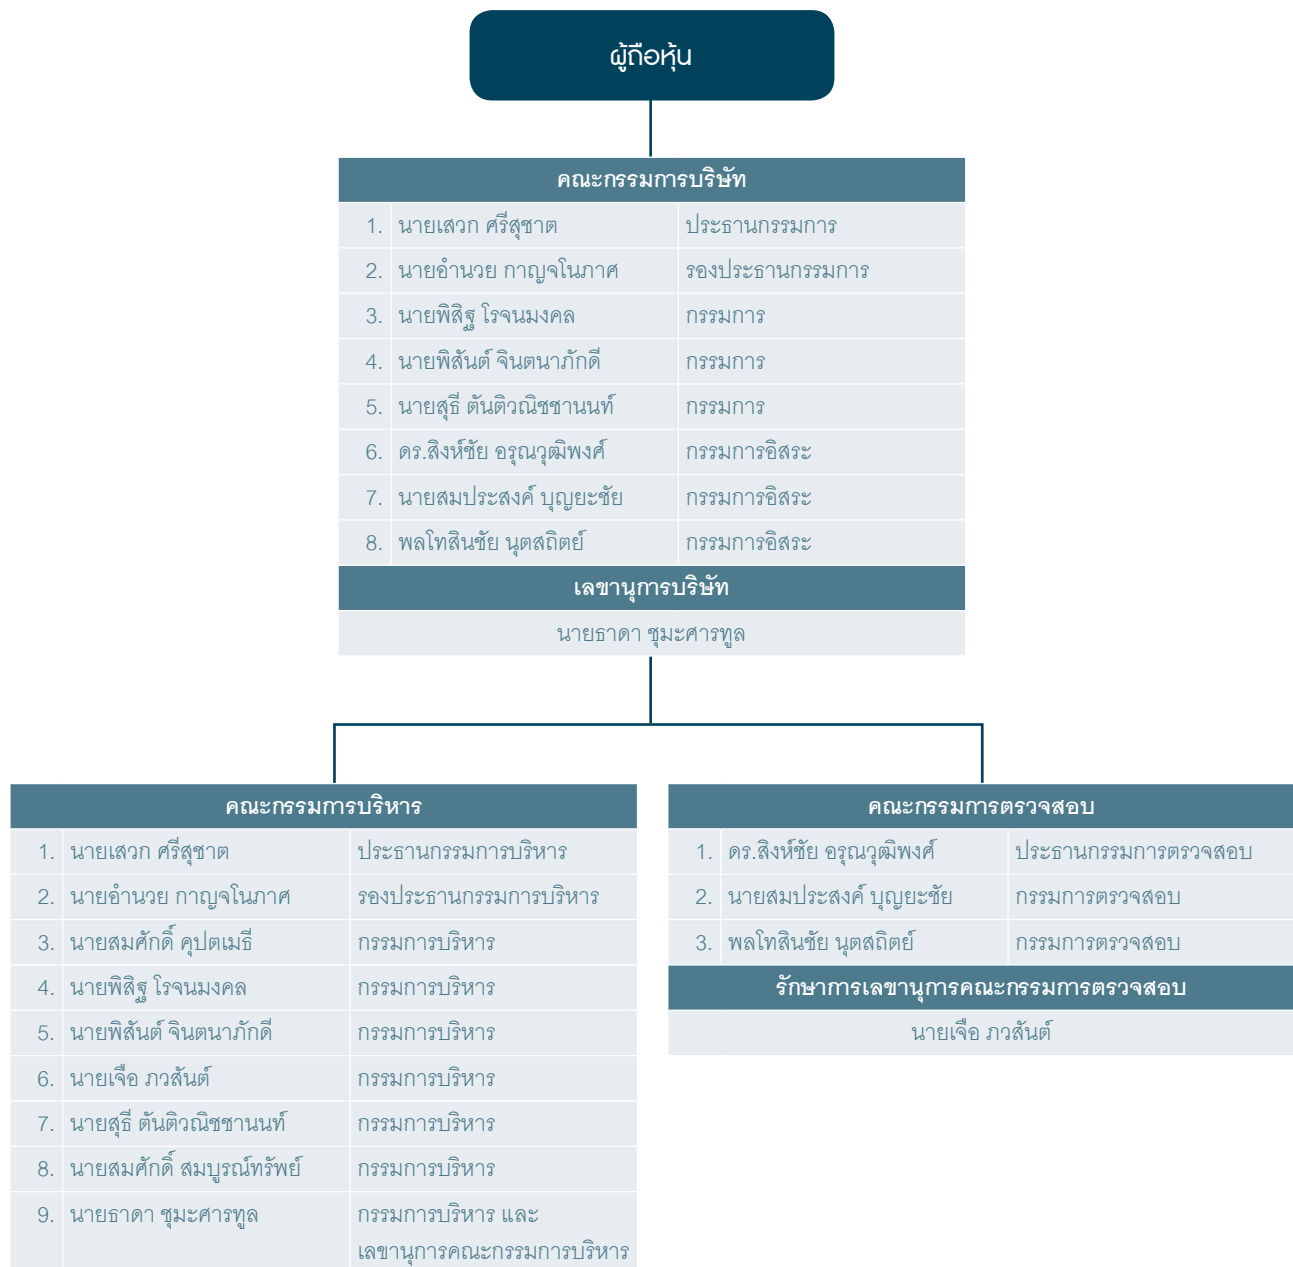 ผู้ถือหุ้น
คณะกรรมการบริษัท
1. นายเสวก ศรีสุชาต ประธานกรรมการ
2. นายอำนวย กาญจโนภาศ รองประธานกรรมการ
3. นายพิสิฐ โรจนมงคล กรรมการ
4. นายพิสันต์ จินตนาภักดี กรรมการ
5. นายสุธี ตันติวณิชชานนท์ กรรมการ
6. ดร.สิงห์ชัย อรุณวุฒิพงศ์ กรรมการอิสระ
7. นายสมประสงค์ บุญยะชัย กรรมการอิสระ
8. พลโทสินชัย นุตสถิตย์ กรรมการอิสระ
เลขานุการบริษัท
นายธาดา ชุมะศารทูล
คณะกรรมการบริหาร
1. นายเสวก ศรีสุชาต ประธานกรรมการบริหาร
2. นายอำนวย กาญจโนภาศ รองประธานกรรมการบริหาร
3. นายสมศักดิ์ คุปตเมธี กรรมการบริหาร
4. นายพิสิฐ โรจนมงคล กรรมการบริหาร
5. นายพิสันต์ จินตนาภักดี กรรมการบริหาร
6. นายเจือ ภวสันต์ กรรมการบริหาร
7. นายสุธี ตันติวณิชชานนท์ กรรมการบริหาร
8. นายสมศักดิ์ สมบูรณ์ทรัพย์ กรรมการบริหาร
9. นายธาดา ชุมะศารทูล กรรมการบริหาร และ
เลขานุการคณะกรรมการบริหาร
คณะกรรมการตรวจสอบ
1. ดร.สิงห์ชัย อรุณวุฒิพงศ์ ประธานกรรมการตรวจสอบ
2. นายสมประสงค์ บุญยะชัย กรรมการตรวจสอบ
3. พลโทสินชัย นุตสถิตย์ กรรมการตรวจสอบ
รักษาการเลขานุการคณะกรรมการตรวจสอบ
นายเจือ ภวสันต์